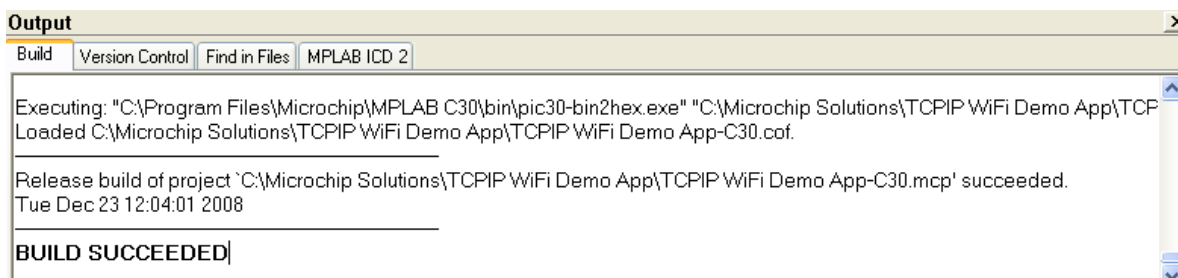 Output
Build Version Control Find in Files MPLAB ICD 2
Executing: "C:\Program Files\Microchip\MPLAB C30\bin\pic30-bin2hex.exe" "C:\Microchip Solutions\TCPIP WiFi Demo App\TCP
Loaded C:\Microchip Solutions\TCPIP WiFi Demo App\TCPIP WiFi Demo App-C30.cof.
Release build of project `C:\Microchip Solutions\TCPIP WiFi Demo App\TCPIP WiFi Demo App-C30.mcp' succeeded.
Tue Dec 23 12:04:01 2008
BUILD SUCCEEDED